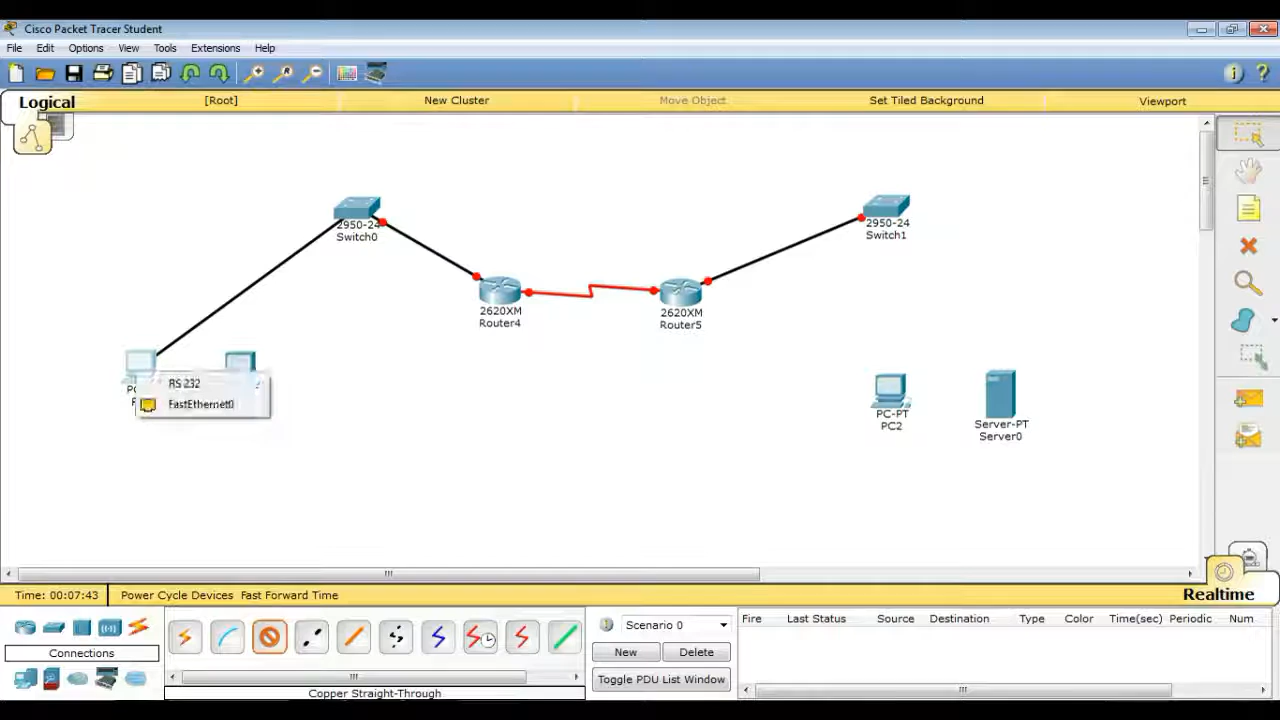 Cisco Packet Tracer Student
File Edit Options View Tools Extensions Help
Logical [Root] New Cluster Move Object Set Tiled Background Viewport
2950-24
Switch0
2950-24
Switch1
2620XM
Router4
2620XM
Router5
RS 232
FastEthernet0
PC-PT
PC2
Server-PT
Server0
Time: 00:07:43 Power Cycle Devices Fast Forward Time Realtime
Connections
Copper Straight-Through
Scenario 0
New Delete
Toggle PDU List Window
Fire Last Status Source Destination Type Color Time(sec) Periodic Num